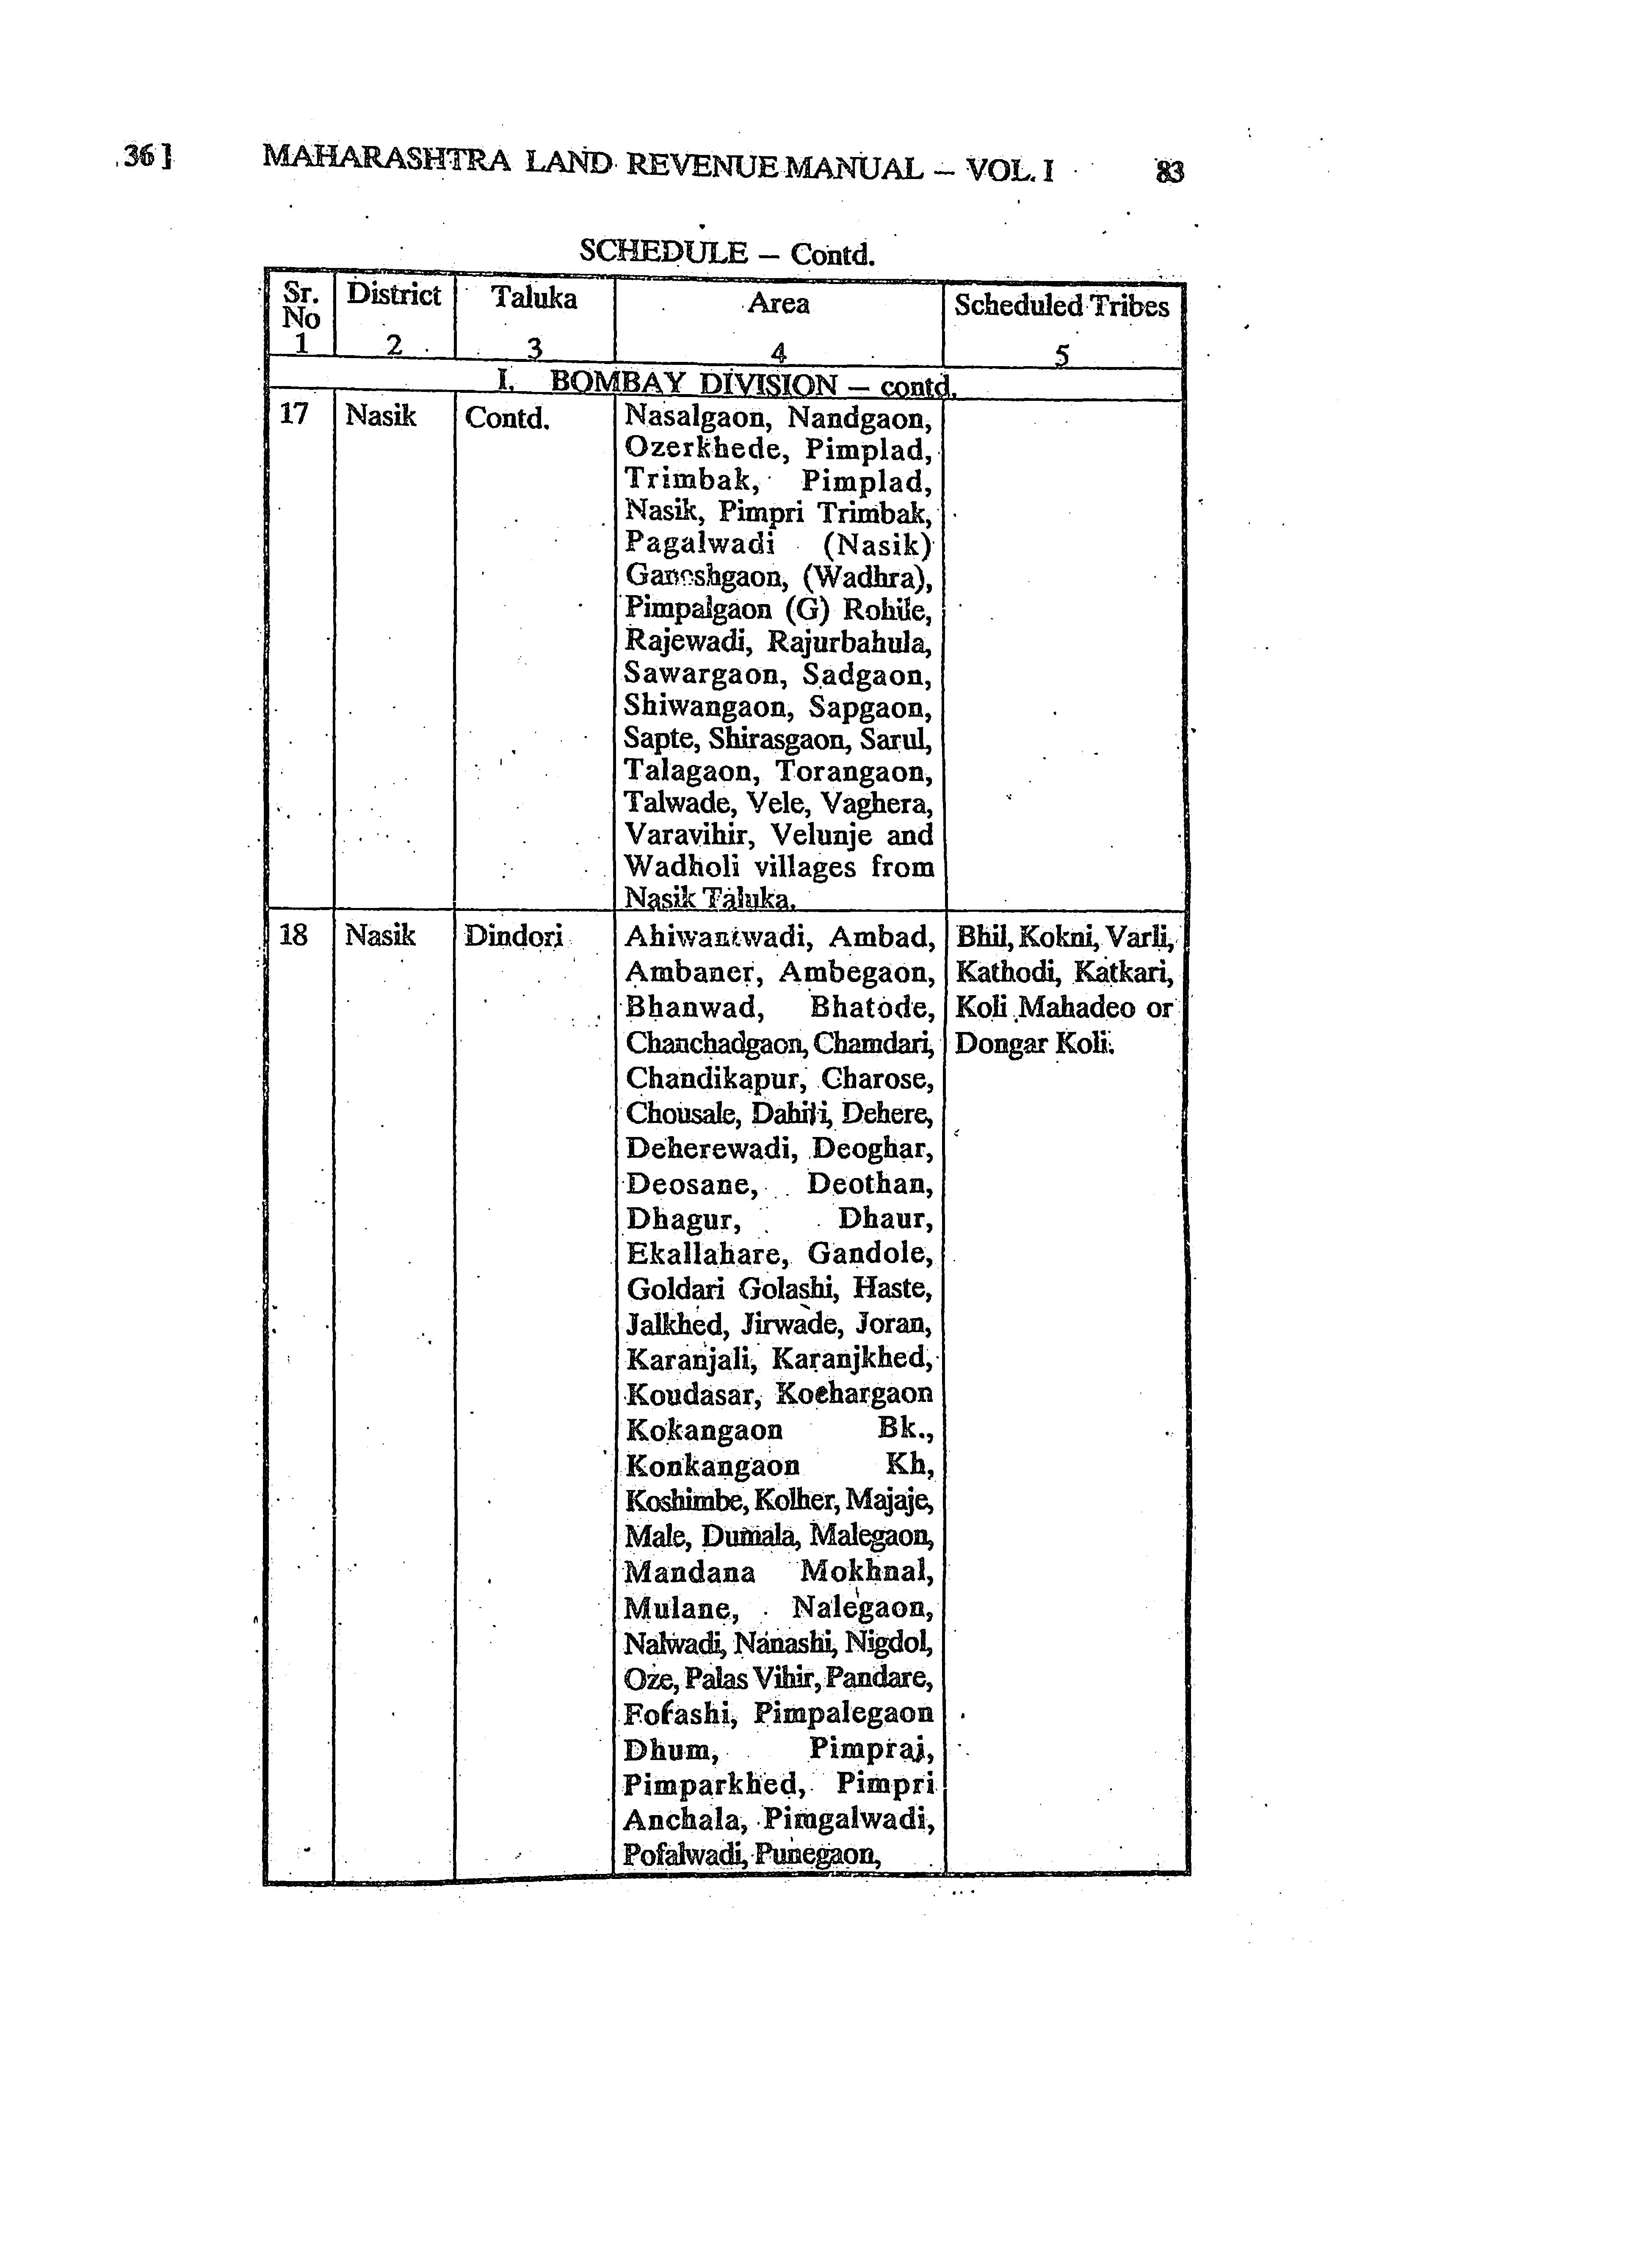 36]
MAHARASHTRA LAND REVENUE MANUAL – VOL. I
83
SCHEDULE – Contd.
Sr. No District Taluka Area Scheduled Tribes
1 2 3 4 5
I. BOMBAY DIVISION – contd.
17 Nasik Contd. Nasalgaon, Nandgaon,
Ozerkhede, Pimplad,
Trimbak, Pimplad,
Nasik, Pimpri Trimbak,
Pagalwadi (Nasik)
Ganeshgaon, (Wadhra),
Pimpalgaon (G) Rohile,
Rajewadi, Rajurbahula,
Sawargaon, Sadgaon,
Shiwangaon, Sapgaon,
Sapte, Shirasgaon, Sarul,
Talagaon, Torangaon,
Talwade, Vele, Vaghera,
Varavihir, Velunje and
Wadholi villages from
Nasik Taluka.
18 Nasik Dindori Ahiwantwadi, Ambad, Bhil, Kokni, Varli,
Ambaner, Ambegaon, Kathodi, Katkari,
Bhanwad, Bhatode, Koli Mahadeo or
Chanchadgaon, Chamdari, Dongar Koli.
Chandikapur, Charose,
Chousale, Dahivi, Dehere,
Deherewadi, Deoghar,
Deosane, Deothan,
Dhagur, Dhaur,
Ekallahare, Gandole,
Goldari Golashi, Haste,
Jalkhed, Jirwade, Joran,
Karanjali, Karanjkhed,
Koudasar, Kochargaon
Kokangaon Bk.,
Konkangaon Kh,
Koshimbe, Kolher, Majaje,
Male, Dumala, Malegaon,
Mandana Mokhnal,
Mulane, Nalegaon,
Nalwadi, Nanashi, Nigdol,
Oze, Palas Vihir, Pandare,
Fofashi, Pimpalegaon
Dhum, Pimpraj,
Pimparkhed, Pimpri
Anchala, Pimgalwadi,
Pofalwadi, Punegaon,